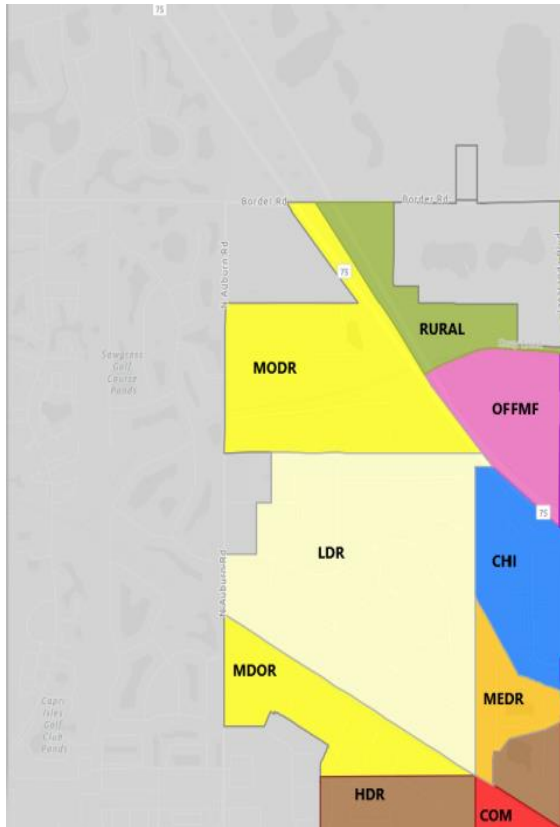 75
Border Rd
Border Rd
N Auburn Rd
75
RURAL
Sawgrass
Golf
Course
Ponds
MODR
OFFMF
75
LDR
CHI
N Auburn Rd
MDOR
MEDR
Capri
Isles
Golf
Club
Ponds
HDR
COM